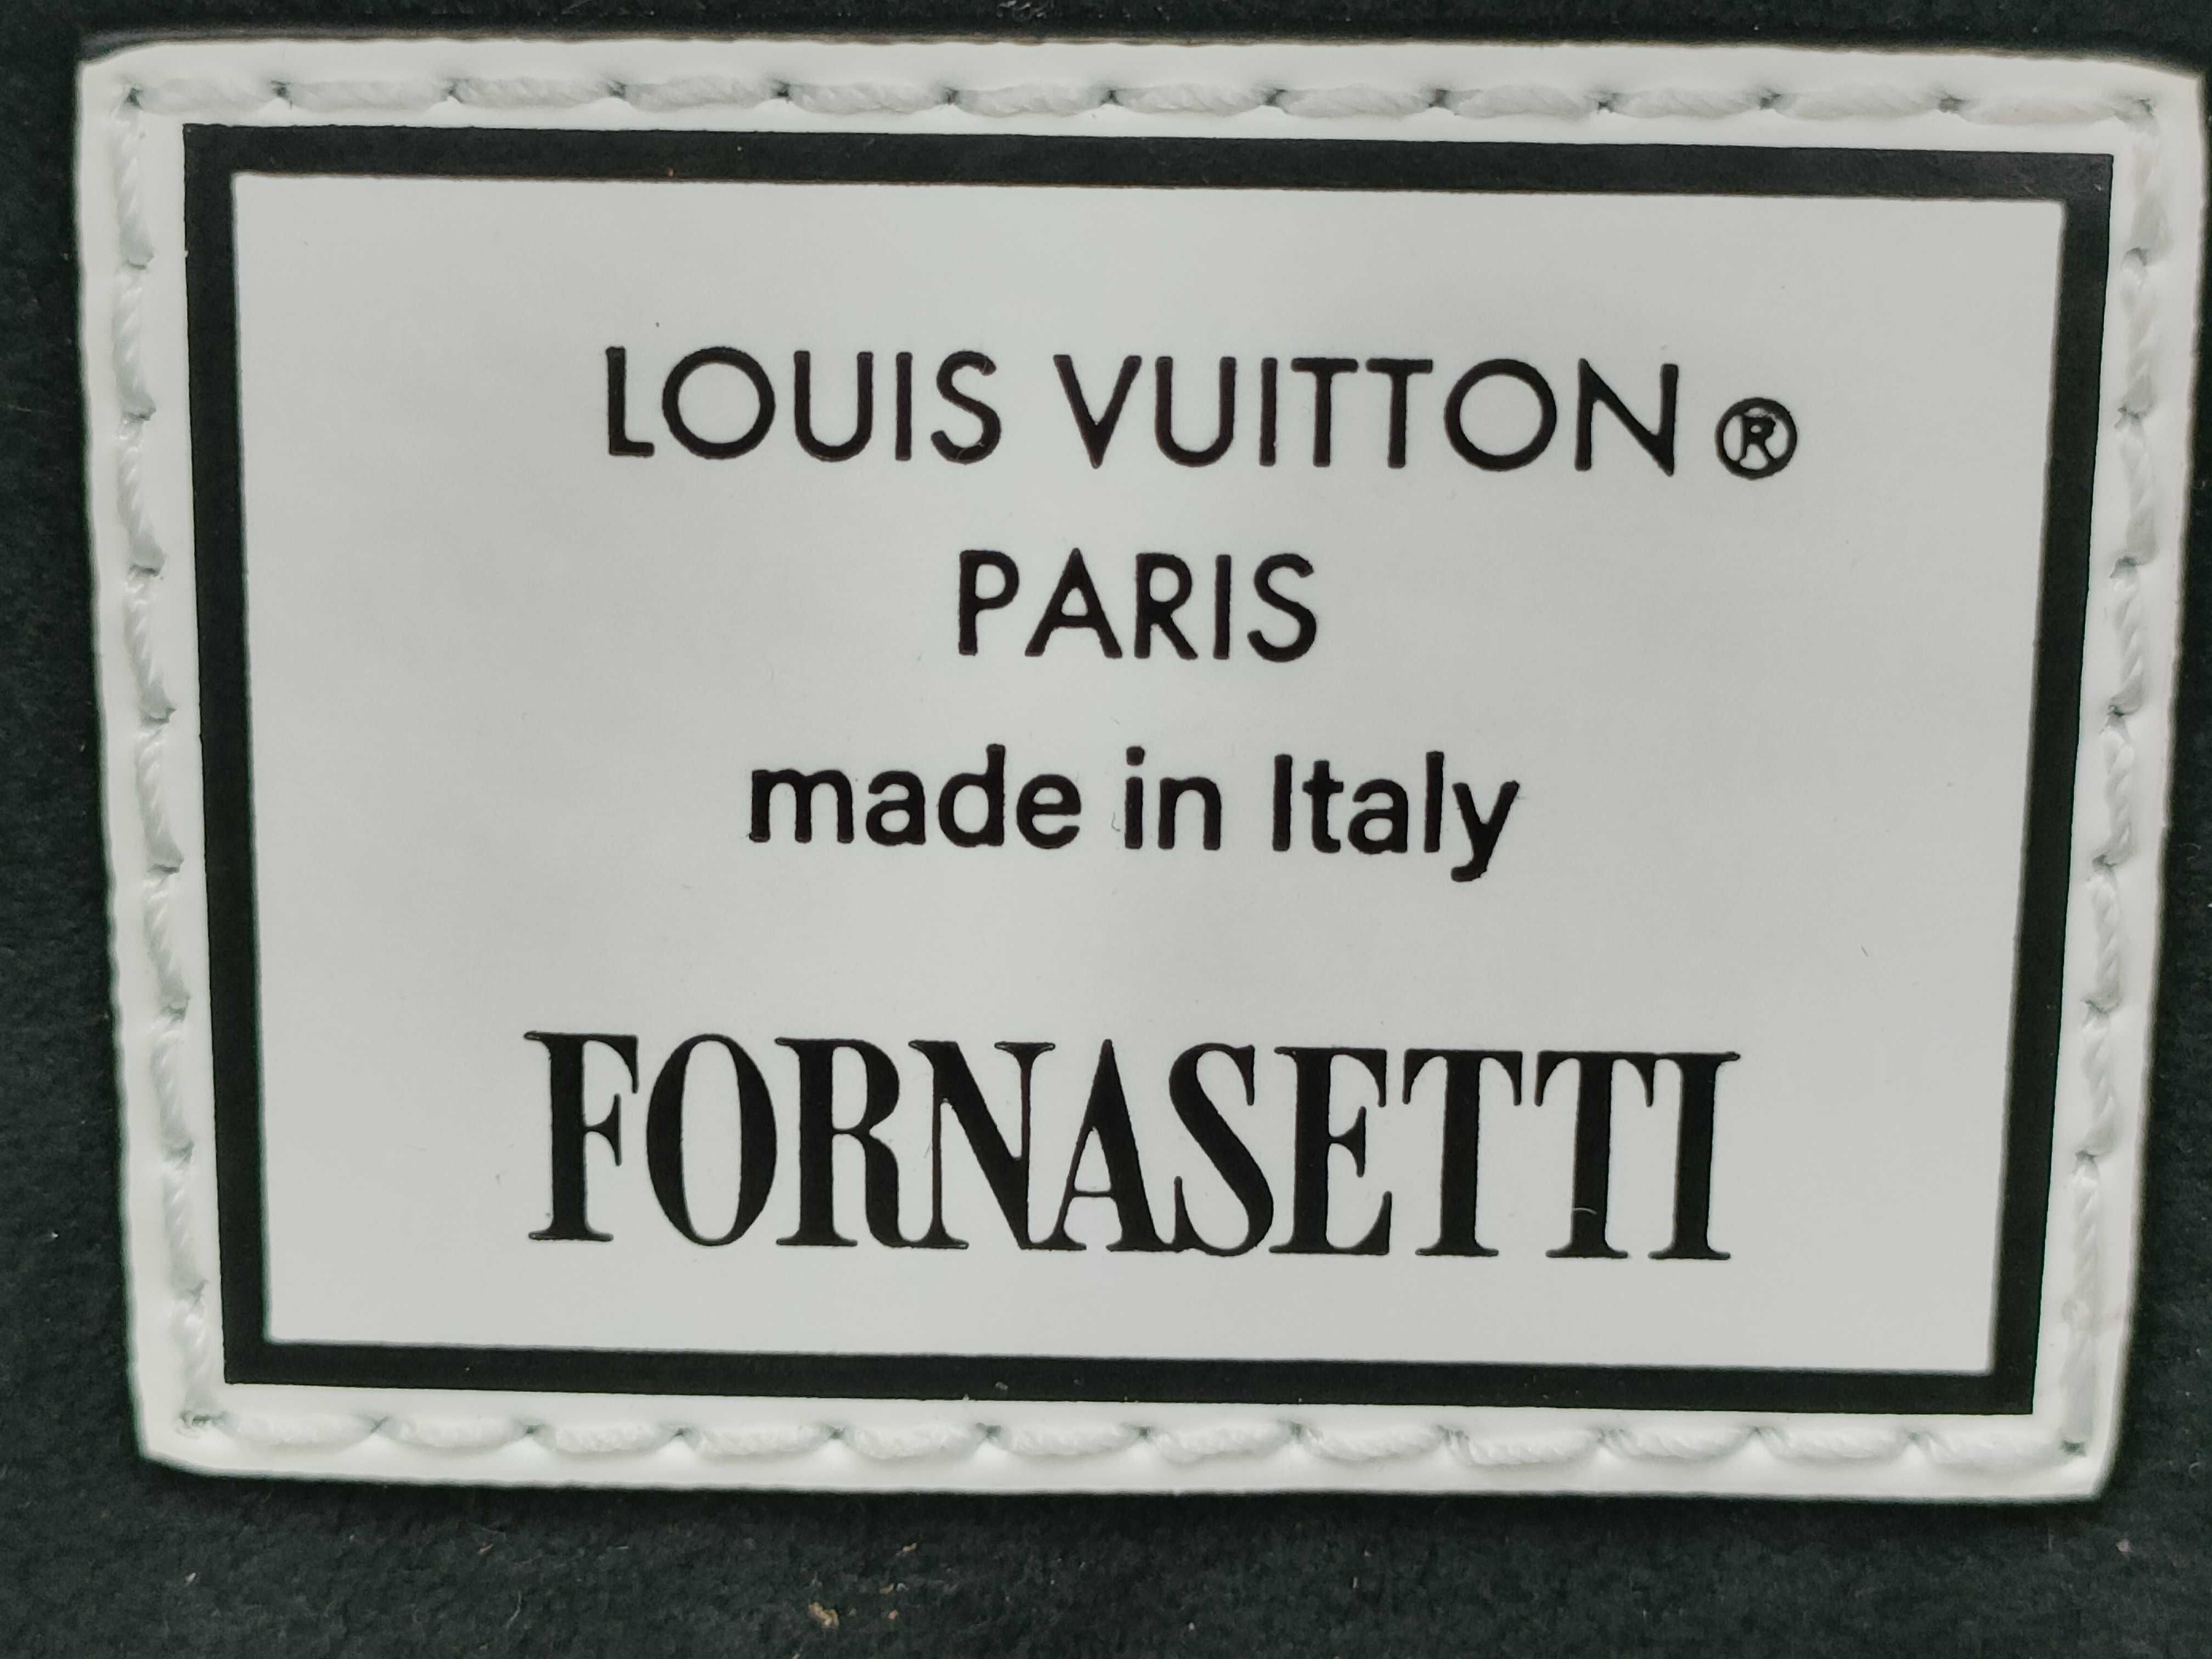 LOUIS VUITTON ®
PARIS
made in Italy
FORNASETTI